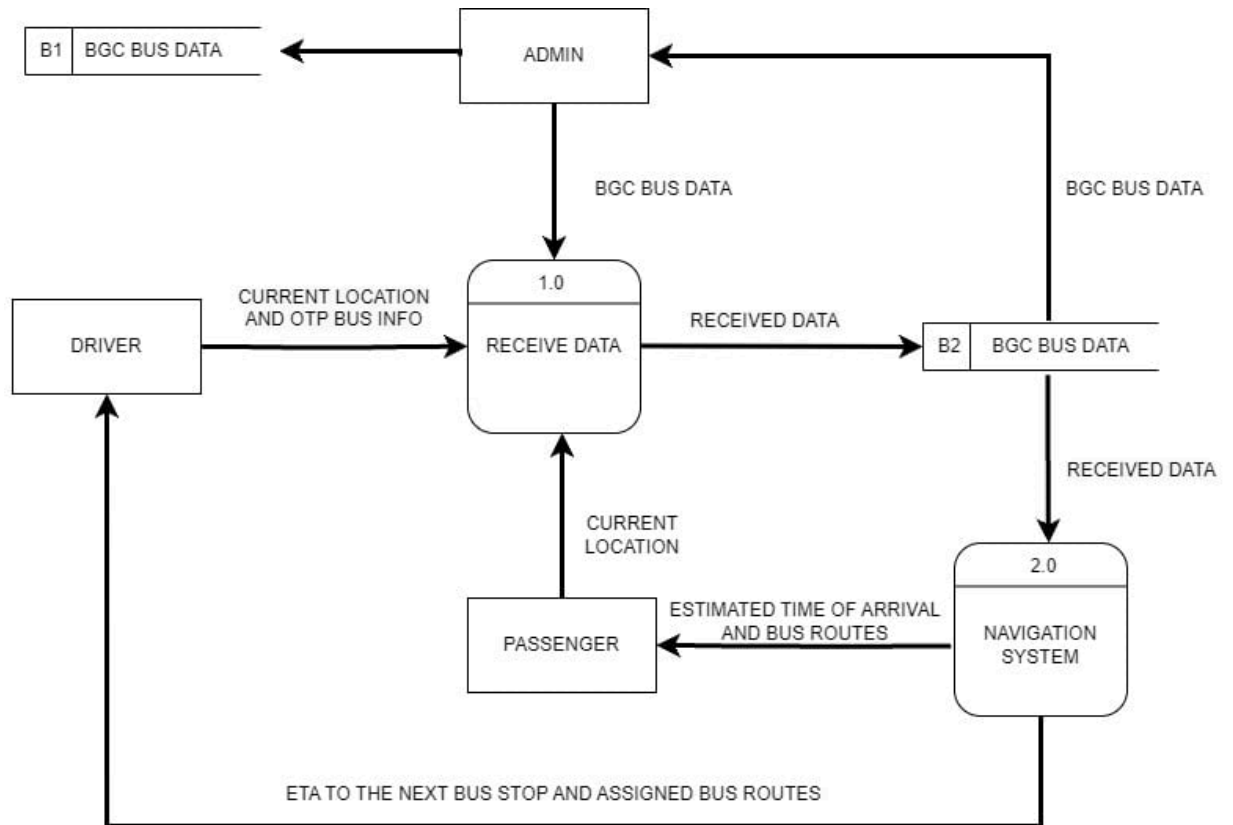 B1 BGC BUS DATA
ADMIN
BGC BUS DATA
BGC BUS DATA
1.0
RECEIVE DATA
CURRENT LOCATION
AND OTP BUS INFO
DRIVER
RECEIVED DATA
B2 BGC BUS DATA
RECEIVED DATA
CURRENT
LOCATION
2.0
NAVIGATION
SYSTEM
ESTIMATED TIME OF ARRIVAL
AND BUS ROUTES
PASSENGER
ETA TO THE NEXT BUS STOP AND ASSIGNED BUS ROUTES